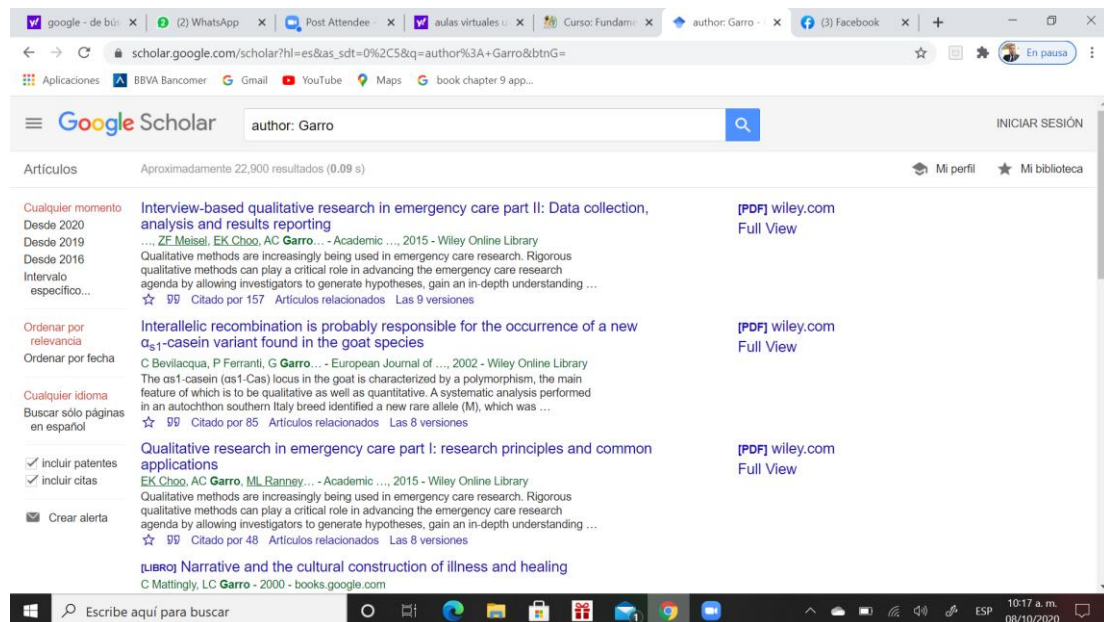 google - de bús
(2) WhatsApp
Post Attendee -
aulas virtuales u
Curso: Fundame
author: Garro -
(3) Facebook
scholar.google.com/scholar?hl=es&as_sdt=0%2C5&q=author%3A+Garro&btnG=
En pausa
Aplicaciones
BBVA Bancomer
Gmail
YouTube
Maps
book chapter 9 app...
Google Scholar
author: Garro
INICIAR SESIÓN
Artículos
Aproximadamente 22,900 resultados (0.09 s)
Mi perfil
Mi biblioteca
Cualquier momento
Desde 2020
Desde 2019
Desde 2016
Intervalo
específico...
Ordenar por
relevancia
Ordenar por fecha
Cualquier idioma
Buscar sólo páginas
en español
incluir patentes
incluir citas
Crear alerta
Interview-based qualitative research in emergency care part II: Data collection,
analysis and results reporting
..., ZF Meisel, EK Choo, AC Garro... - Academic ..., 2015 - Wiley Online Library
Qualitative methods are increasingly being used in emergency care research. Rigorous
qualitative methods can play a critical role in advancing the emergency care research
agenda by allowing investigators to generate hypotheses, gain an in-depth understanding ...
Citado por 157 Artículos relacionados Las 9 versiones
[PDF] wiley.com
Full View
Interallelic recombination is probably responsible for the occurrence of a new
αs1-casein variant found in the goat species
C Bevilacqua, P Ferranti, G Garro... - European Journal of ..., 2002 - Wiley Online Library
The αs1-casein (αs1-Cas) locus in the goat is characterized by a polymorphism, the main
feature of which is to be qualitative as well as quantitative. A systematic analysis performed
in an autochthon southern Italy breed identified a new rare allele (M), which was ...
Citado por 85 Artículos relacionados Las 8 versiones
[PDF] wiley.com
Full View
Qualitative research in emergency care part I: research principles and common
applications
EK Choo, AC Garro, ML Ranney... - Academic ..., 2015 - Wiley Online Library
Qualitative methods are increasingly being used in emergency care research. Rigorous
qualitative methods can play a critical role in advancing the emergency care research
agenda by allowing investigators to generate hypotheses, gain an in-depth understanding ...
Citado por 48 Artículos relacionados Las 8 versiones
[PDF] wiley.com
Full View
[LIBRO] Narrative and the cultural construction of illness and healing
C Mattingly, LC Garro - 2000 - books.google.com
Escribe aquí para buscar
ESP
10:17 a. m.
08/10/2020